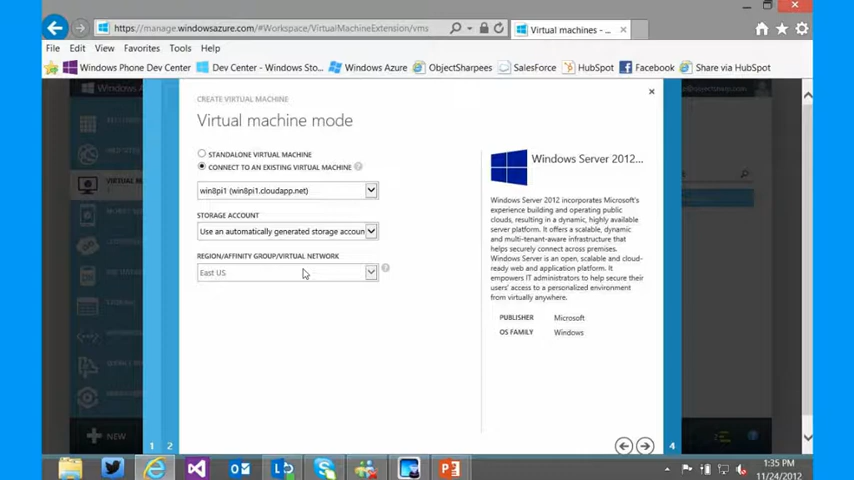 https://manage.windowsazure.com/#Workspace/VirtualMachineExtension/vms
Virtual machines - ...
File Edit View Favorites Tools Help
Windows Phone Dev Center Dev Center - Windows Sto... Windows Azure ObjectSharpees SalesForce HubSpot Facebook Share via HubSpot
CREATE VIRTUAL MACHINE
Virtual machine mode
STANDALONE VIRTUAL MACHINE
CONNECT TO AN EXISTING VIRTUAL MACHINE
win8pi1 (win8pi1.cloudapp.net)
STORAGE ACCOUNT
Use an automatically generated storage accoun
REGION/AFFINITY GROUP/VIRTUAL NETWORK
East US
Windows Server 2012...
Windows Server 2012 incorporates Microsoft's
experience building and operating public
clouds, resulting in a dynamic, highly available
server platform. It offers a scalable, dynamic
and multi-tenant-aware infrastructure that
helps securely connect across premises.
Windows Server is an open, scalable and cloud-
ready web and application platform. It
empowers IT administrators to help secure their
users' access to a personalized environment
from virtually anywhere.
PUBLISHER Microsoft
OS FAMILY Windows
NEW
1 2 4
1:35 PM
11/24/2012